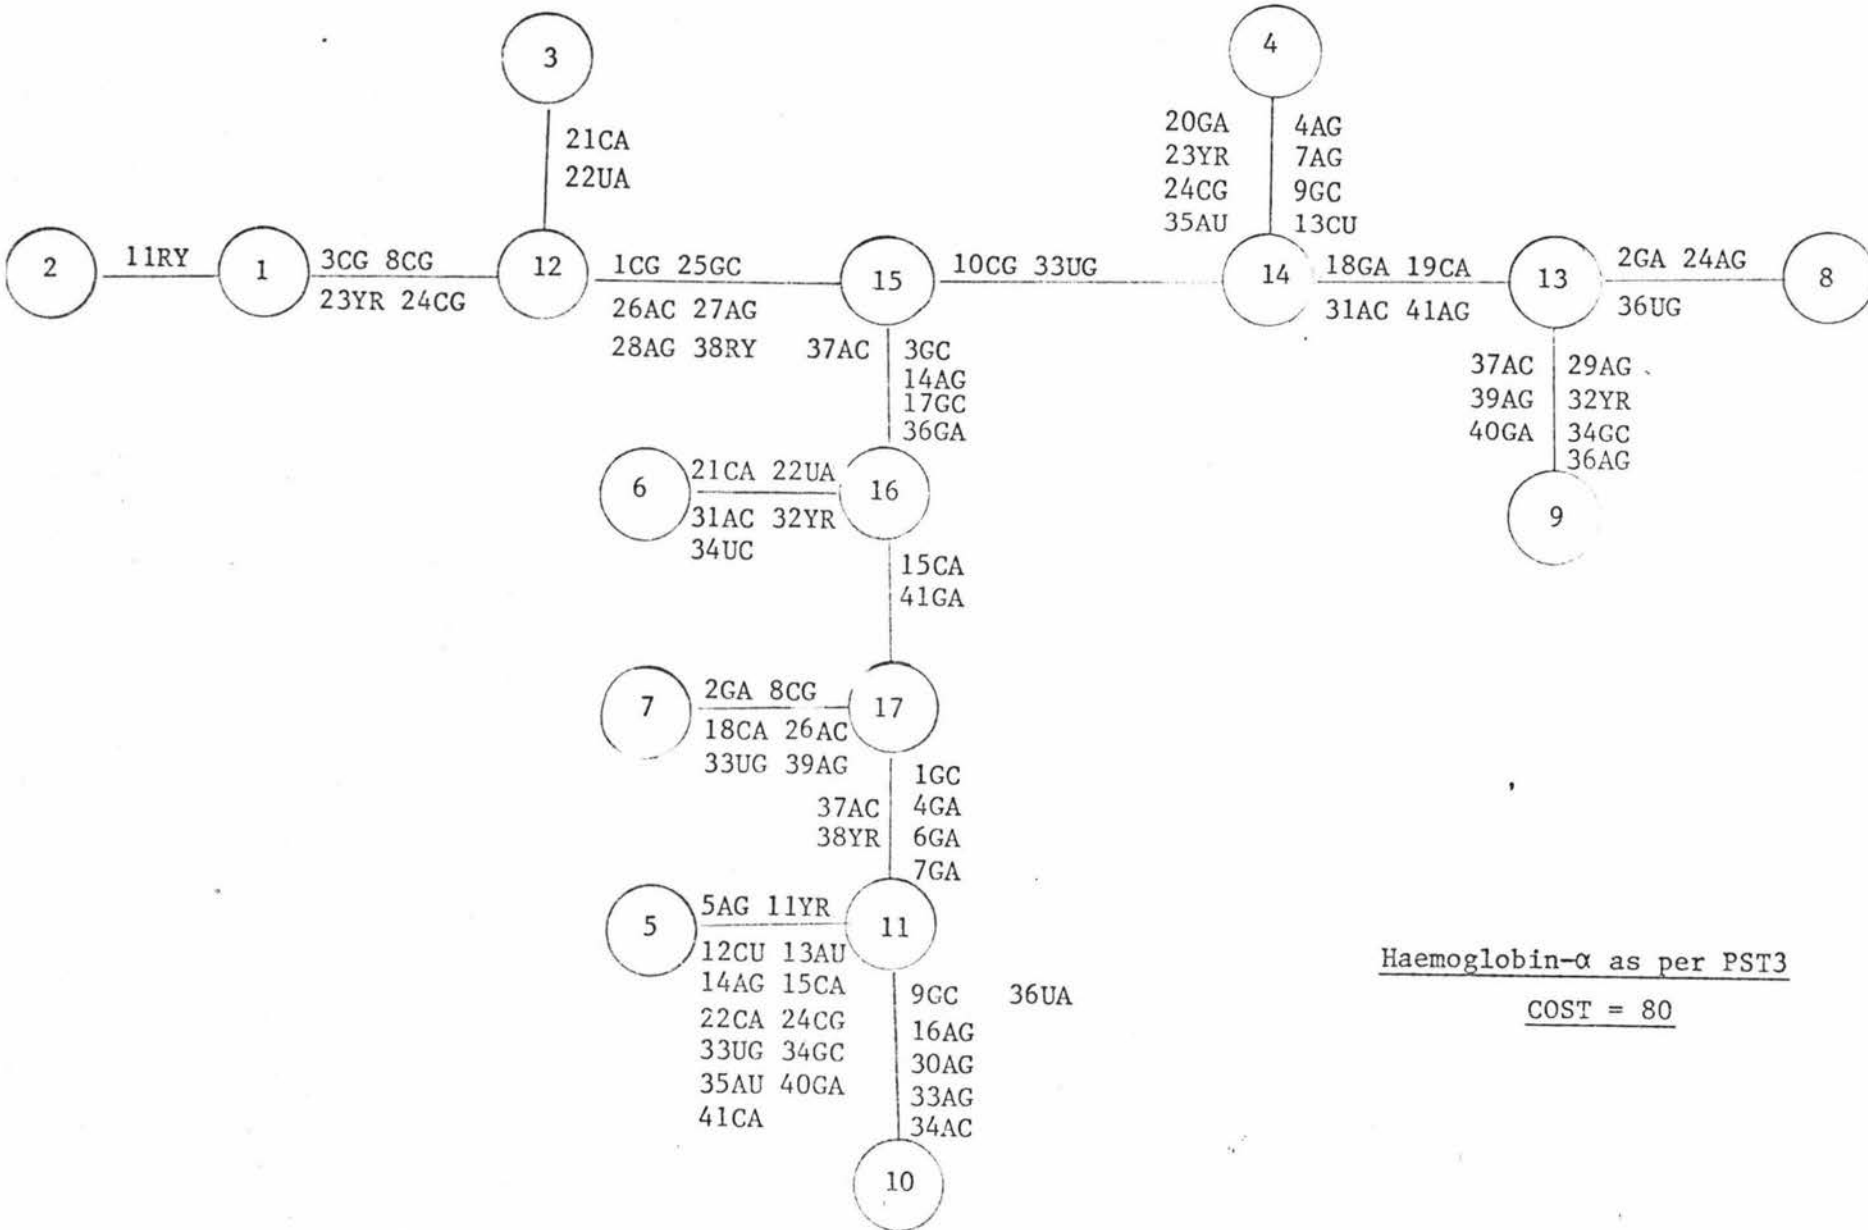 3
4
21CA
22UA
20GA 4AG
23YR 7AG
24CG 9GC
35AU 13CU
2
11RY
1
3CG 8CG
23YR 24CG
12
1CG 25GC
26AC 27AG
28AG 38RY
15
10CG 33UG
14
18GA 19CA
31AC 41AG
13
2GA 24AG
36UG
8
37AC 3GC
14AG
17GC
36GA
37AC 29AG
39AG 32YR
40GA 34GC
36AG
9
6
21CA 22UA
31AC 32YR
34UC
16
15CA
41GA
7
2GA 8CG
18CA 26AC
33UG 39AG
17
1GC
37AC 4GA
38YR 6GA
7GA
5
5AG 11YR
12CU 13AU
14AG 15CA
22CA 24CG
33UG 34GC
35AU 40GA
41CA
11
9GC 36UA
16AG
30AG
33AG
34AC
10
Haemoglobin-α as per PST3
COST = 80